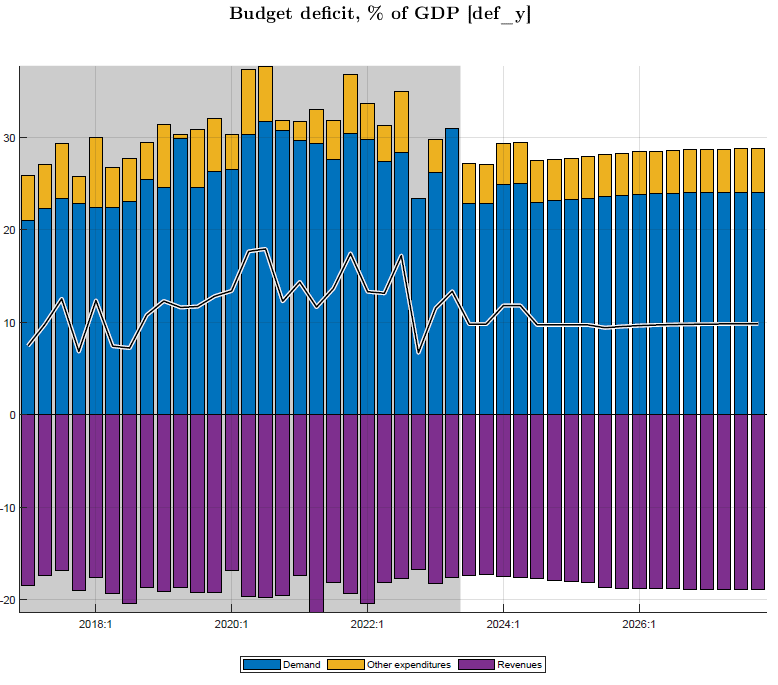 Budget deficit, % of GDP [def_y]
30
20
10
0
-10
-20
2018:1 2020:1 2022:1 2024:1 2026:1
Demand Other expenditures Revenues